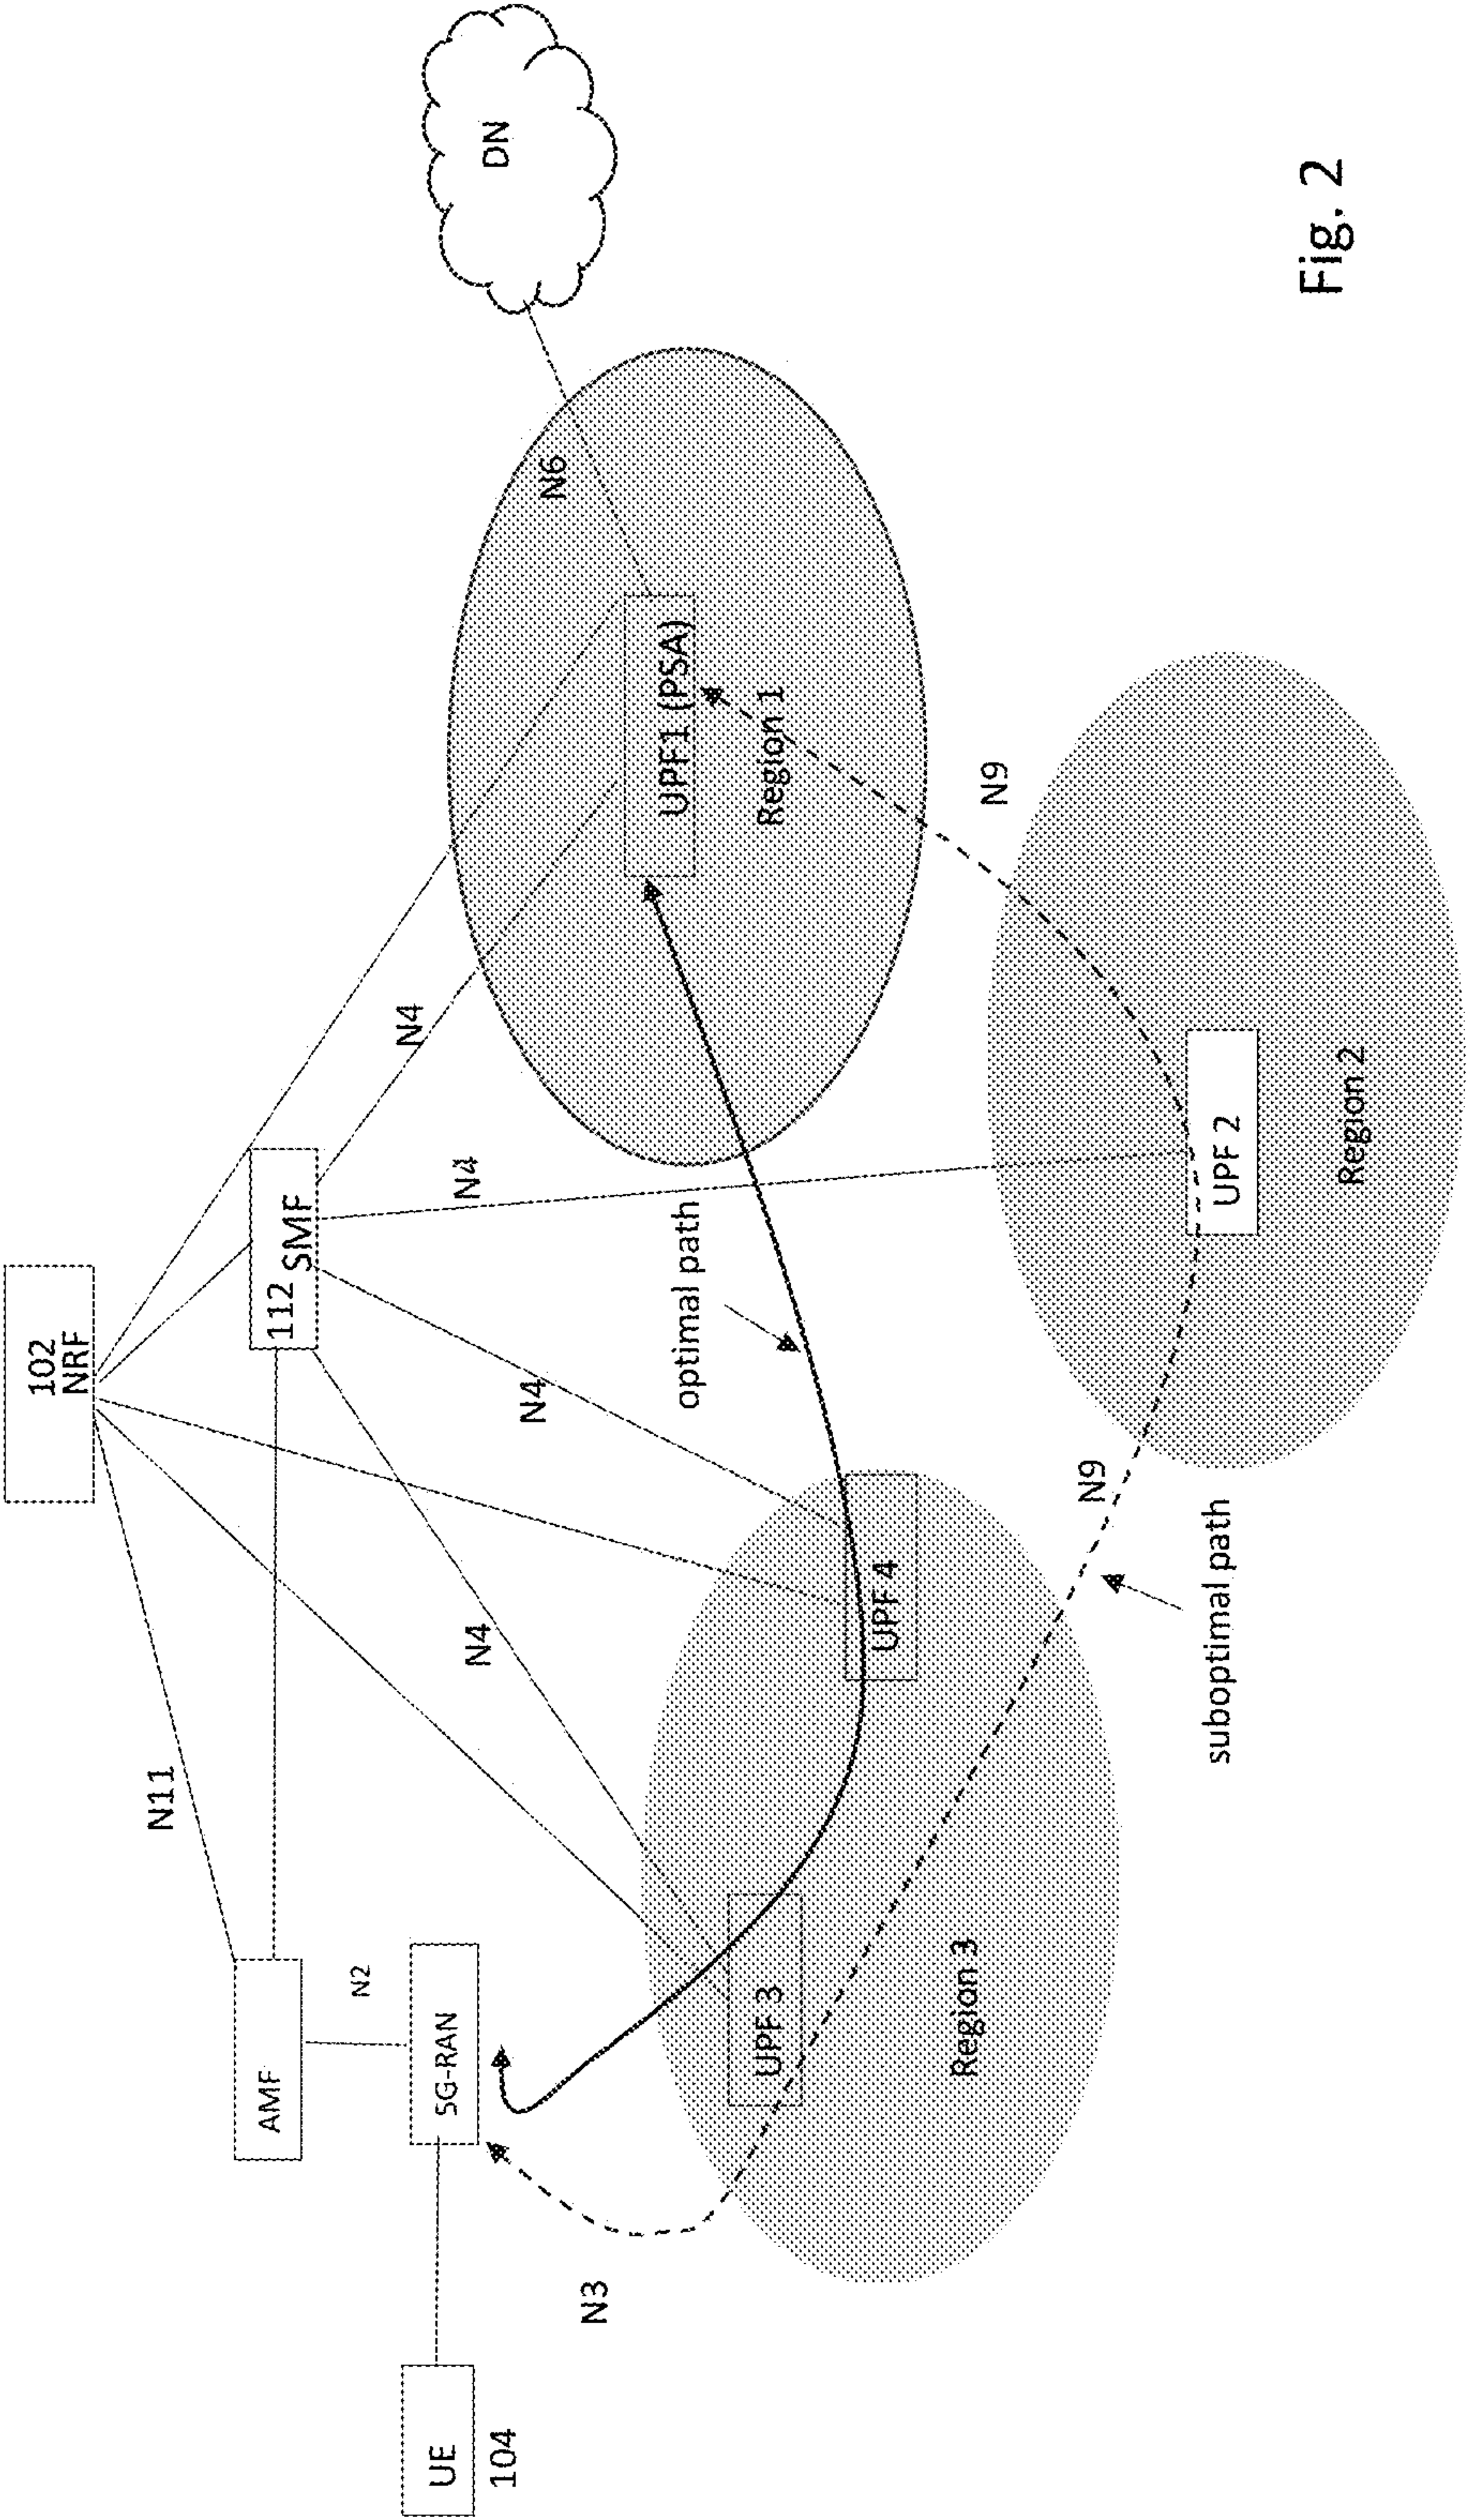 102
NRF
N11
112
SMF
AMF
N2
N4
N4
N4
N4
DN
N6
UE
104
5G-RAN
N3
UPF1 (PSA)
Region 1
optimal path
UPF 3
UPF 4
Region 3
N9
N9
suboptimal path
UPF 2
Region 2
Fig. 2